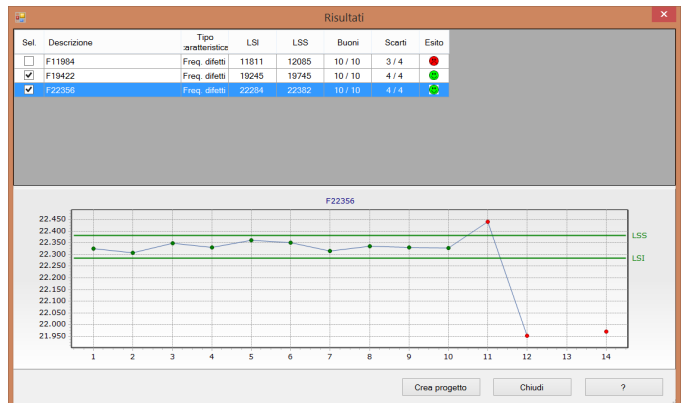 Risultati
Sel. Descrizione Tipo caratteristica LSI LSS Buoni Scarti Esito
F11984 Freq. difetti 11811 12085 10 / 10 3 / 4
F19422 Freq. difetti 19245 19745 10 / 10 4 / 4
F22356 Freq. difetti 22284 22382 10 / 10 4 / 4
F22356
22.450
22.400
22.350
22.300
22.250
22.200
22.150
22.100
22.050
22.000
21.950
LSS
LSI
1 2 3 4 5 6 7 8 9 10 11 12 13 14
Crea progetto Chiudi ?